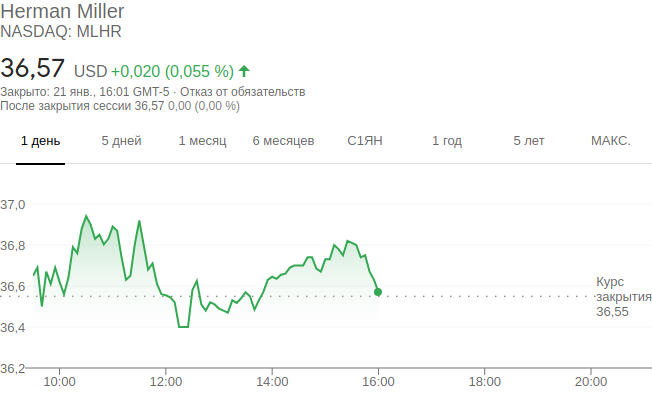 Herman Miller
NASDAQ: MLHR
36,57 USD +0,020 (0,055 %)
Закрыто: 21 янв., 16:01 GMT-5 · Отказ от обязательств
После закрытия сессии 36,57 0,00 (0,00 %)
1 день 5 дней 1 месяц 6 месяцев С1ЯН 1 год 5 лет МАКС.
37,0
36,8
36,6
36,4
36,2
Курс
закрытия
36,55
10:00 12:00 14:00 16:00 18:00 20:00